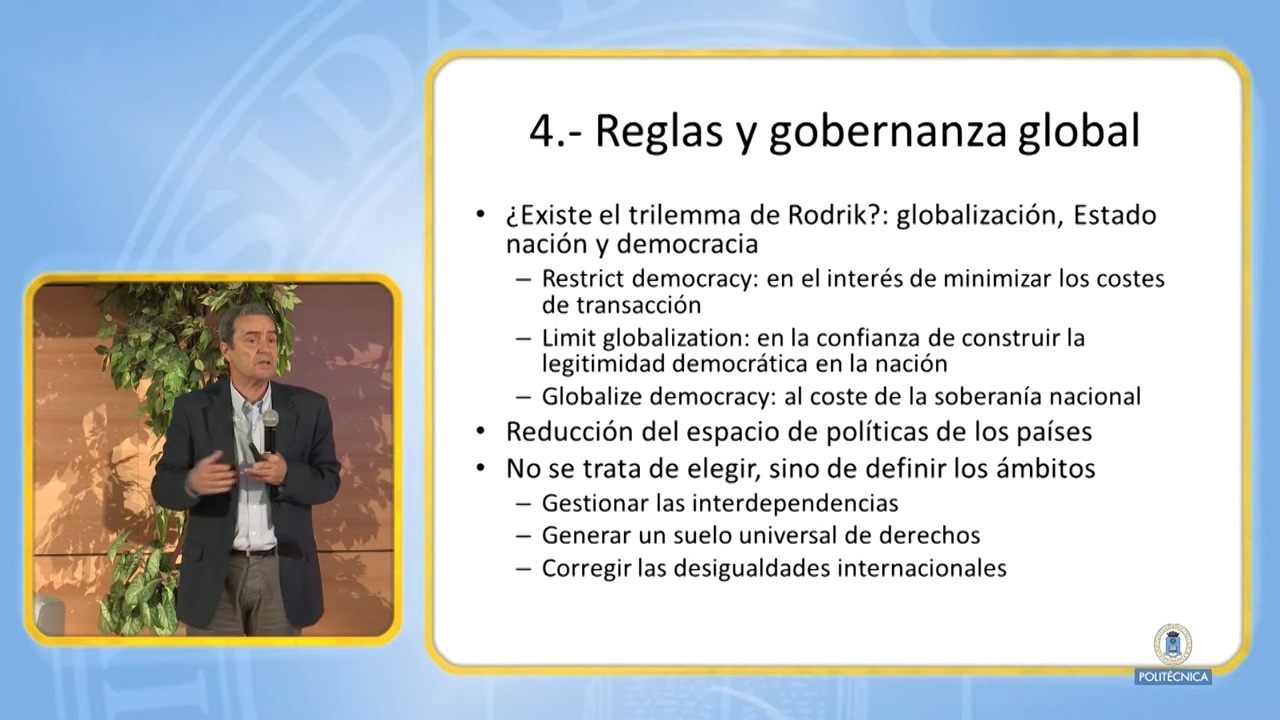 4.- Reglas y gobernanza global
• ¿Existe el trilemma de Rodrik?: globalización, Estado
nación y democracia
– Restrict democracy: en el interés de minimizar los costes
de transacción
– Limit globalization: en la confianza de construir la
legitimidad democrática en la nación
– Globalize democracy: al coste de la soberanía nacional
• Reducción del espacio de políticas de los países
• No se trata de elegir, sino de definir los ámbitos
– Gestionar las interdependencias
– Generar un suelo universal de derechos
– Corregir las desigualdades internacionales
POLITÉCNICA